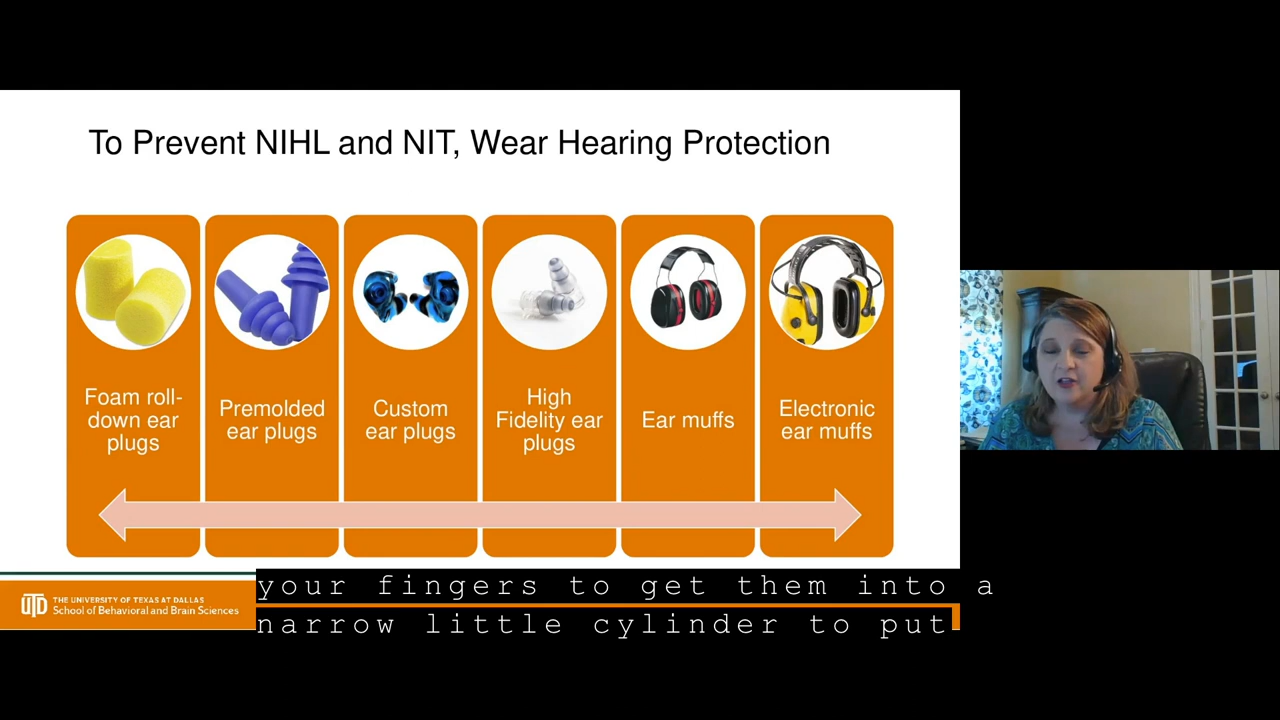 To Prevent NIHL and NIT, Wear Hearing Protection
Foam roll-
down ear
plugs
Premolded
ear plugs
Custom
ear plugs
High
Fidelity ear
plugs
Ear muffs
Electronic
ear muffs
UTD
THE UNIVERSITY OF TEXAS AT DALLAS
School of Behavioral and Brain Sciences
your fingers to get them into a
narrow little cylinder to put